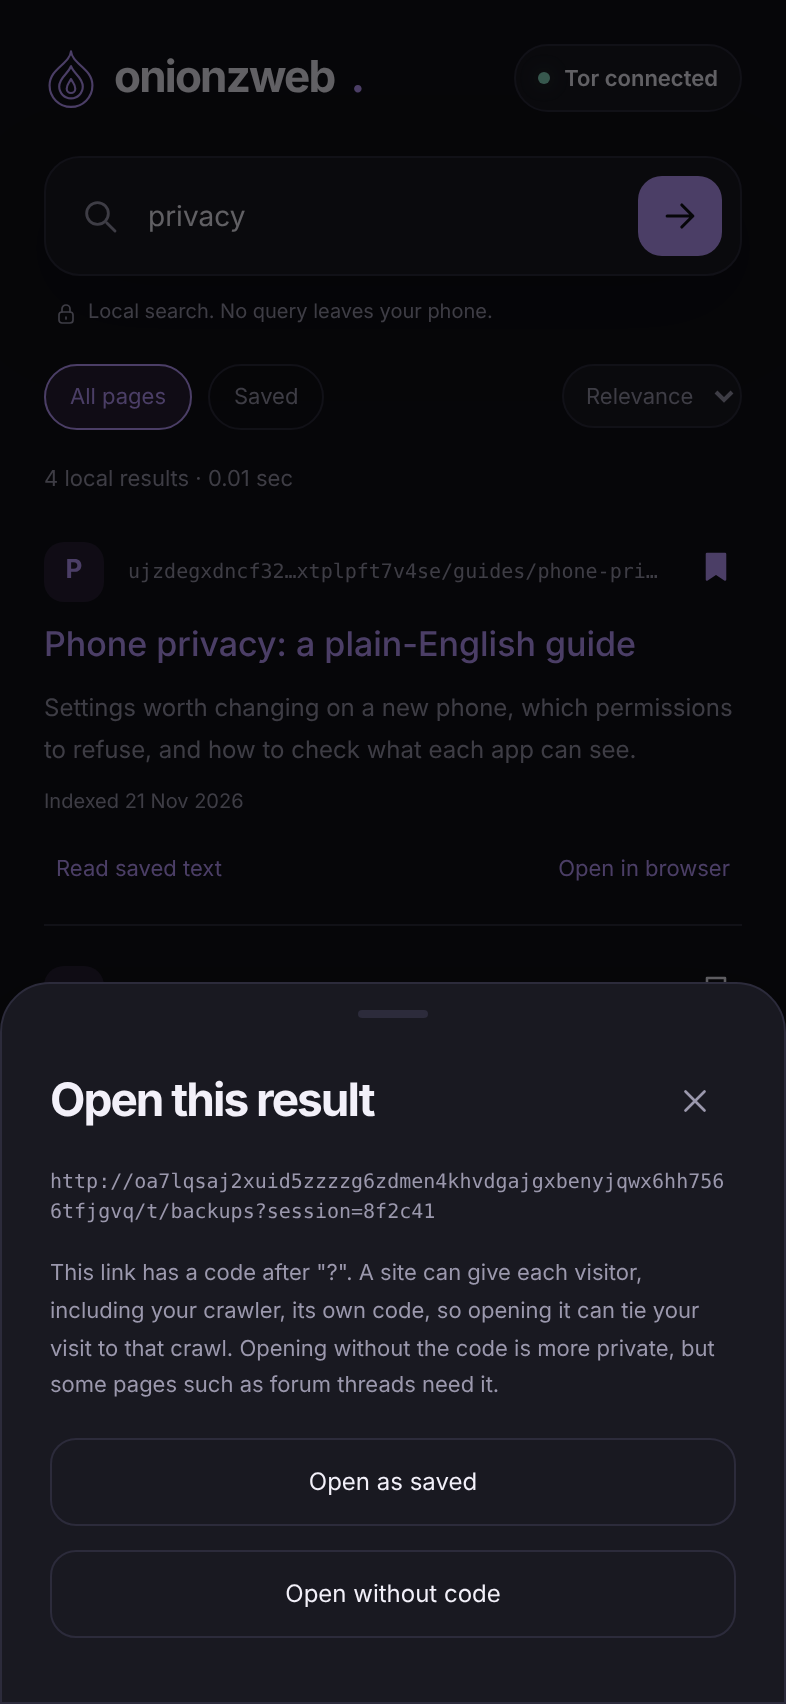 onionzweb .
Tor connected
privacy
Local search. No query leaves your phone.
All pages
Saved
Relevance
4 local results · 0.01 sec
P
ujzdegxdncf32…xtplpft7v4se/guides/phone-pri…
Phone privacy: a plain-English guide
Settings worth changing on a new phone, which permissions
to refuse, and how to check what each app can see.
Indexed 21 Nov 2026
Read saved text
Open in browser
Open this result
http://oa7lqsaj2xuid5zzzzg6zdmen4khvdgajgxbenyjqwx6hh756
6tfjgvq/t/backups?session=8f2c41
This link has a code after "?". A site can give each visitor,
including your crawler, its own code, so opening it can tie your
visit to that crawl. Opening without the code is more private, but
some pages such as forum threads need it.
Open as saved
Open without code